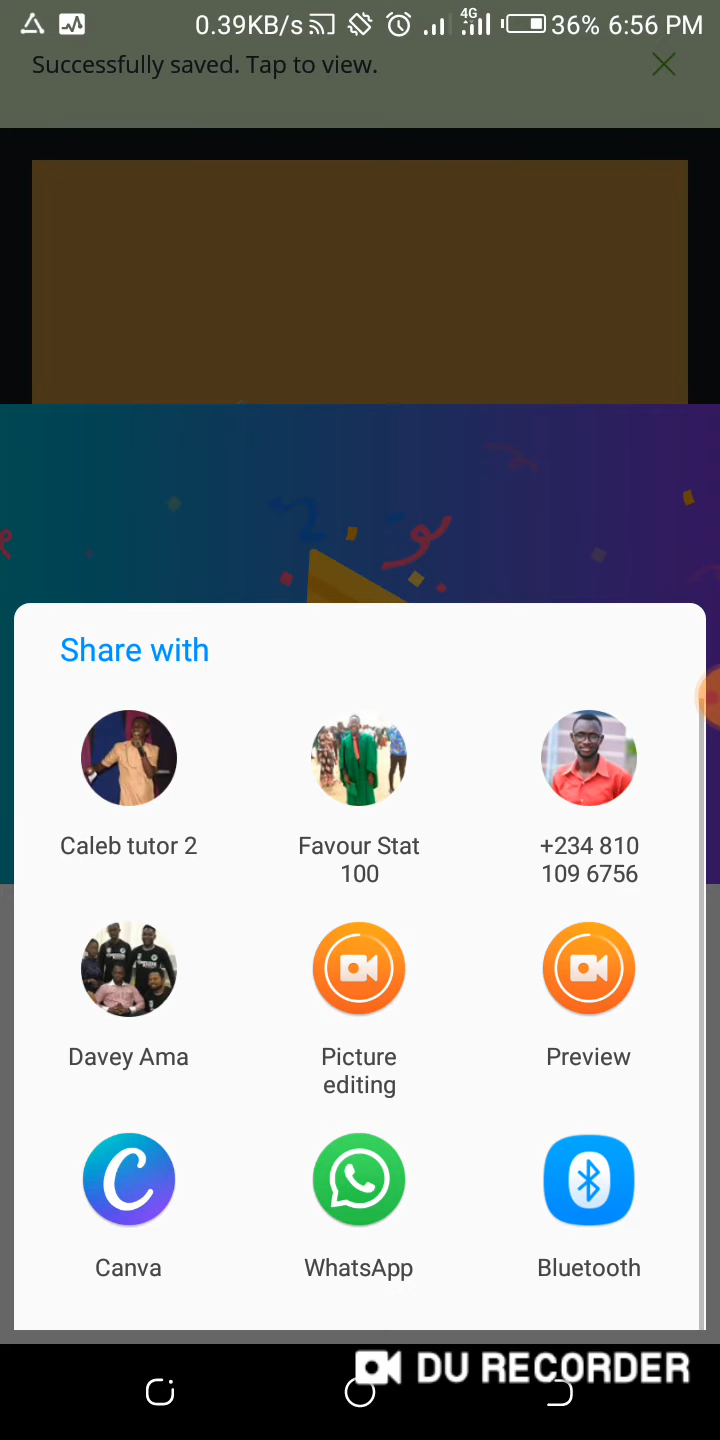 0.39KB/s 4G 36% 6:56 PM
Successfully saved. Tap to view.
Share with
Caleb tutor 2
Favour Stat
100
+234 810
109 6756
Davey Ama
Picture
editing
Preview
Canva
WhatsApp
Bluetooth
DU RECORDER